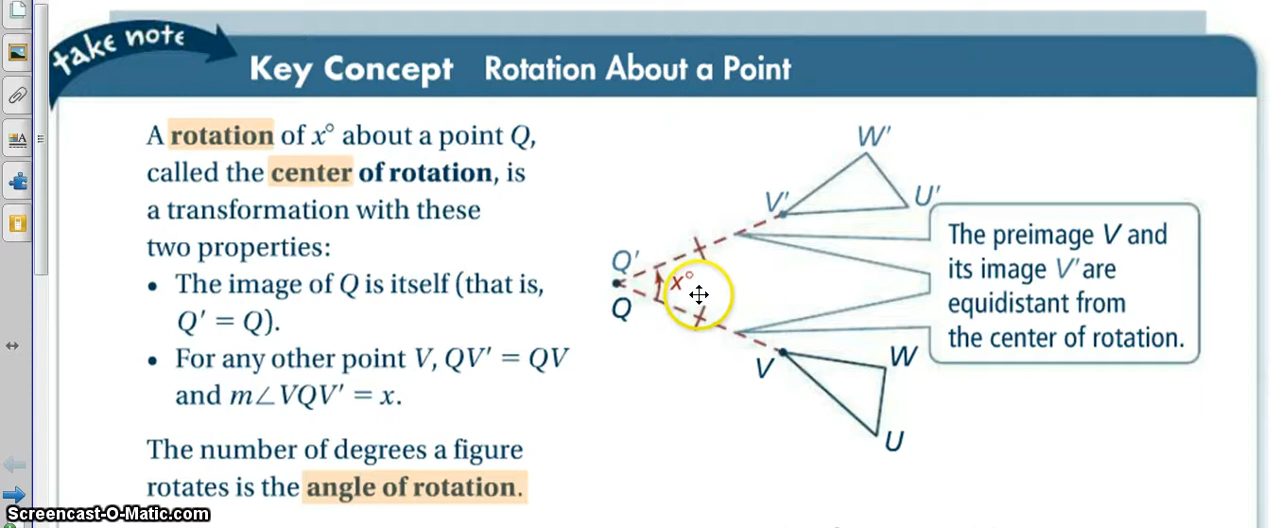 take note
Key Concept Rotation About a Point
A rotation of x° about a point Q,
called the center of rotation, is
a transformation with these
two properties:
• The image of Q is itself (that is,
Q′ = Q).
• For any other point V, QV′ = QV
and m∠VQV′ = x.
The number of degrees a figure
rotates is the angle of rotation.
W'
V'
U'
Q'
x°
Q
V
W
U
The preimage V and
its image V′ are
equidistant from
the center of rotation.
Screencast-O-Matic.com